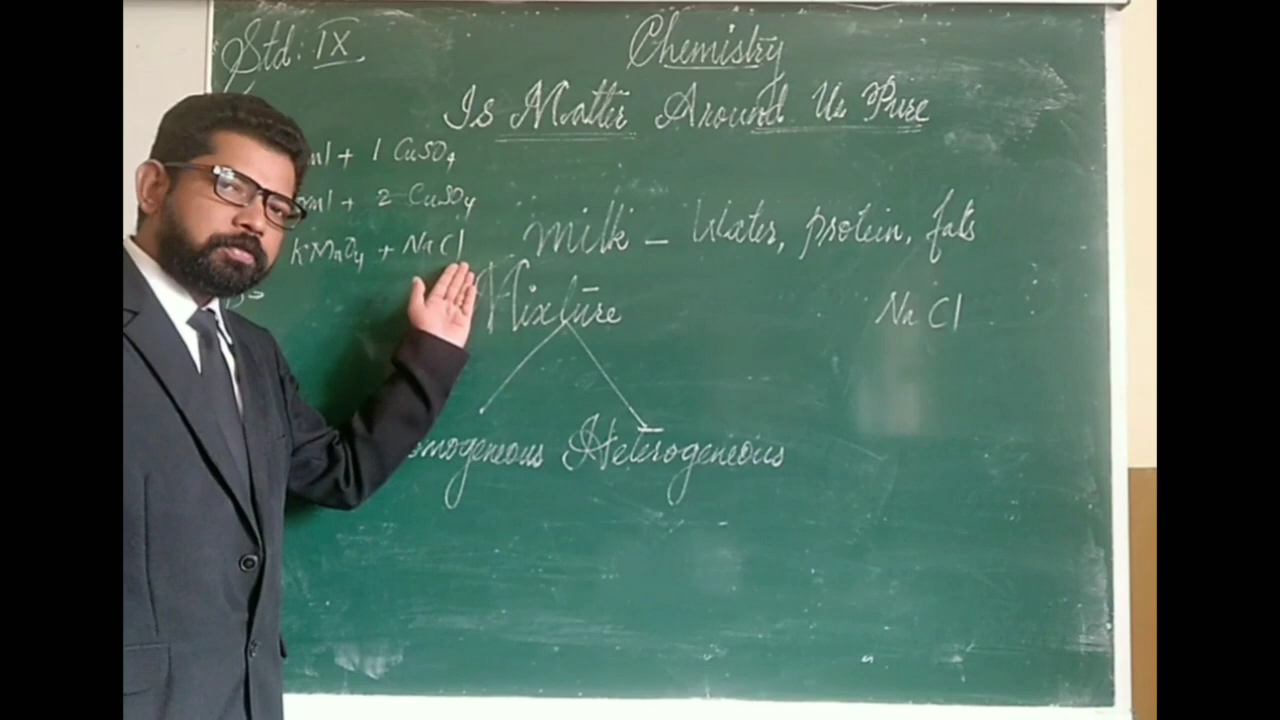 Std: IX
Chemistry
Is Matter Around Us Pure
ml + 1 CuSO4
ml + 2 CuSO4
KMnO4 + NaCl
milk - Water, protein, fats
Mixture
NaCl
omogeneous Heterogeneous